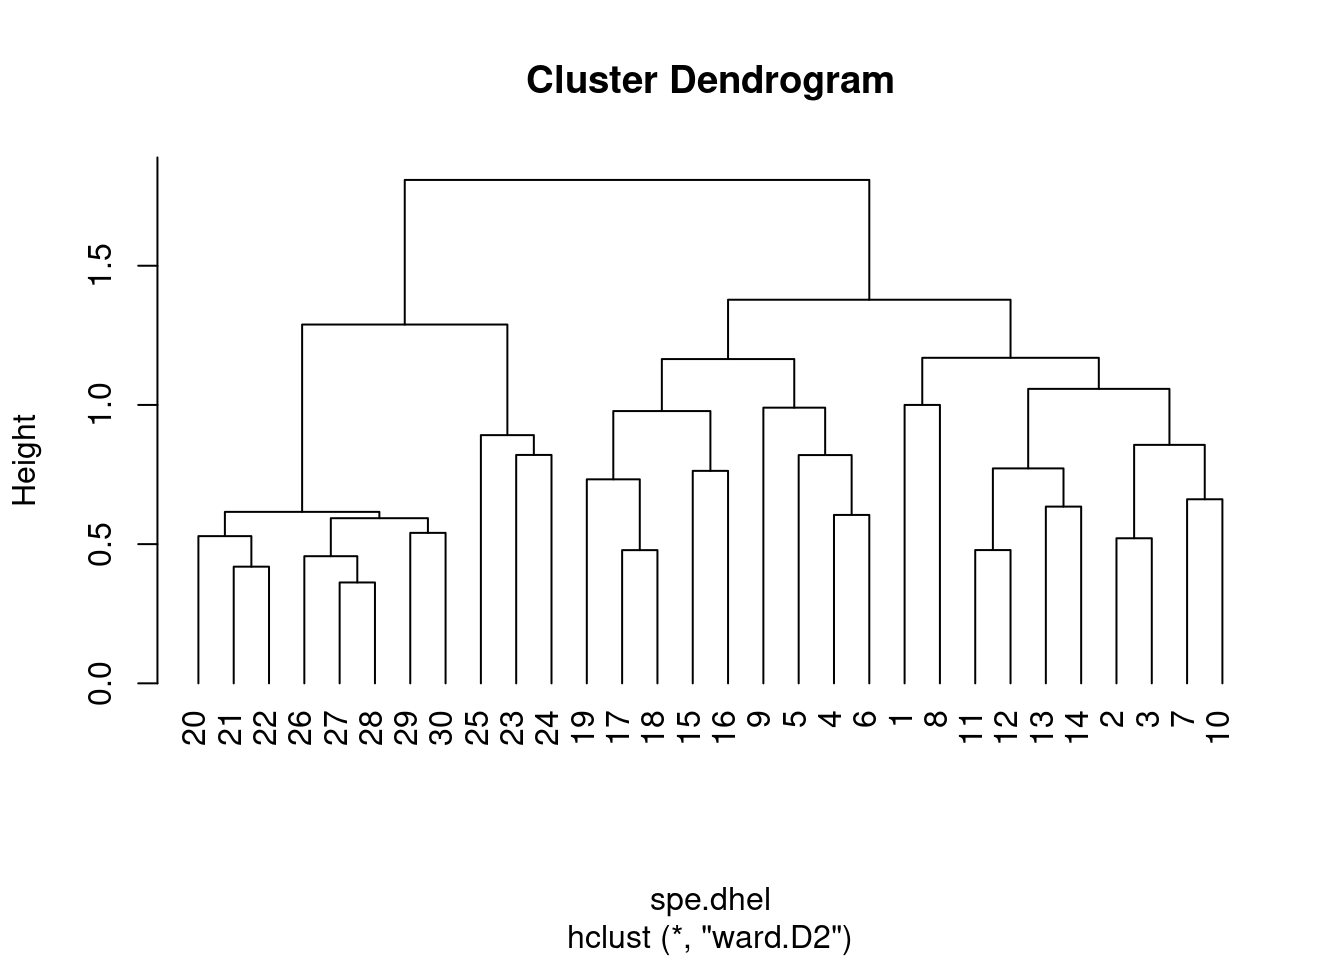 Cluster Dendrogram
Height
1.5
1.0
0.5
0.0
20 21 22 26 27 28 29 30 25 23 24 19 17 18 15 16 9 5 4 6 1 8 11 12 13 14 2 3 7 10
spe.dhel
hclust (*, "ward.D2")